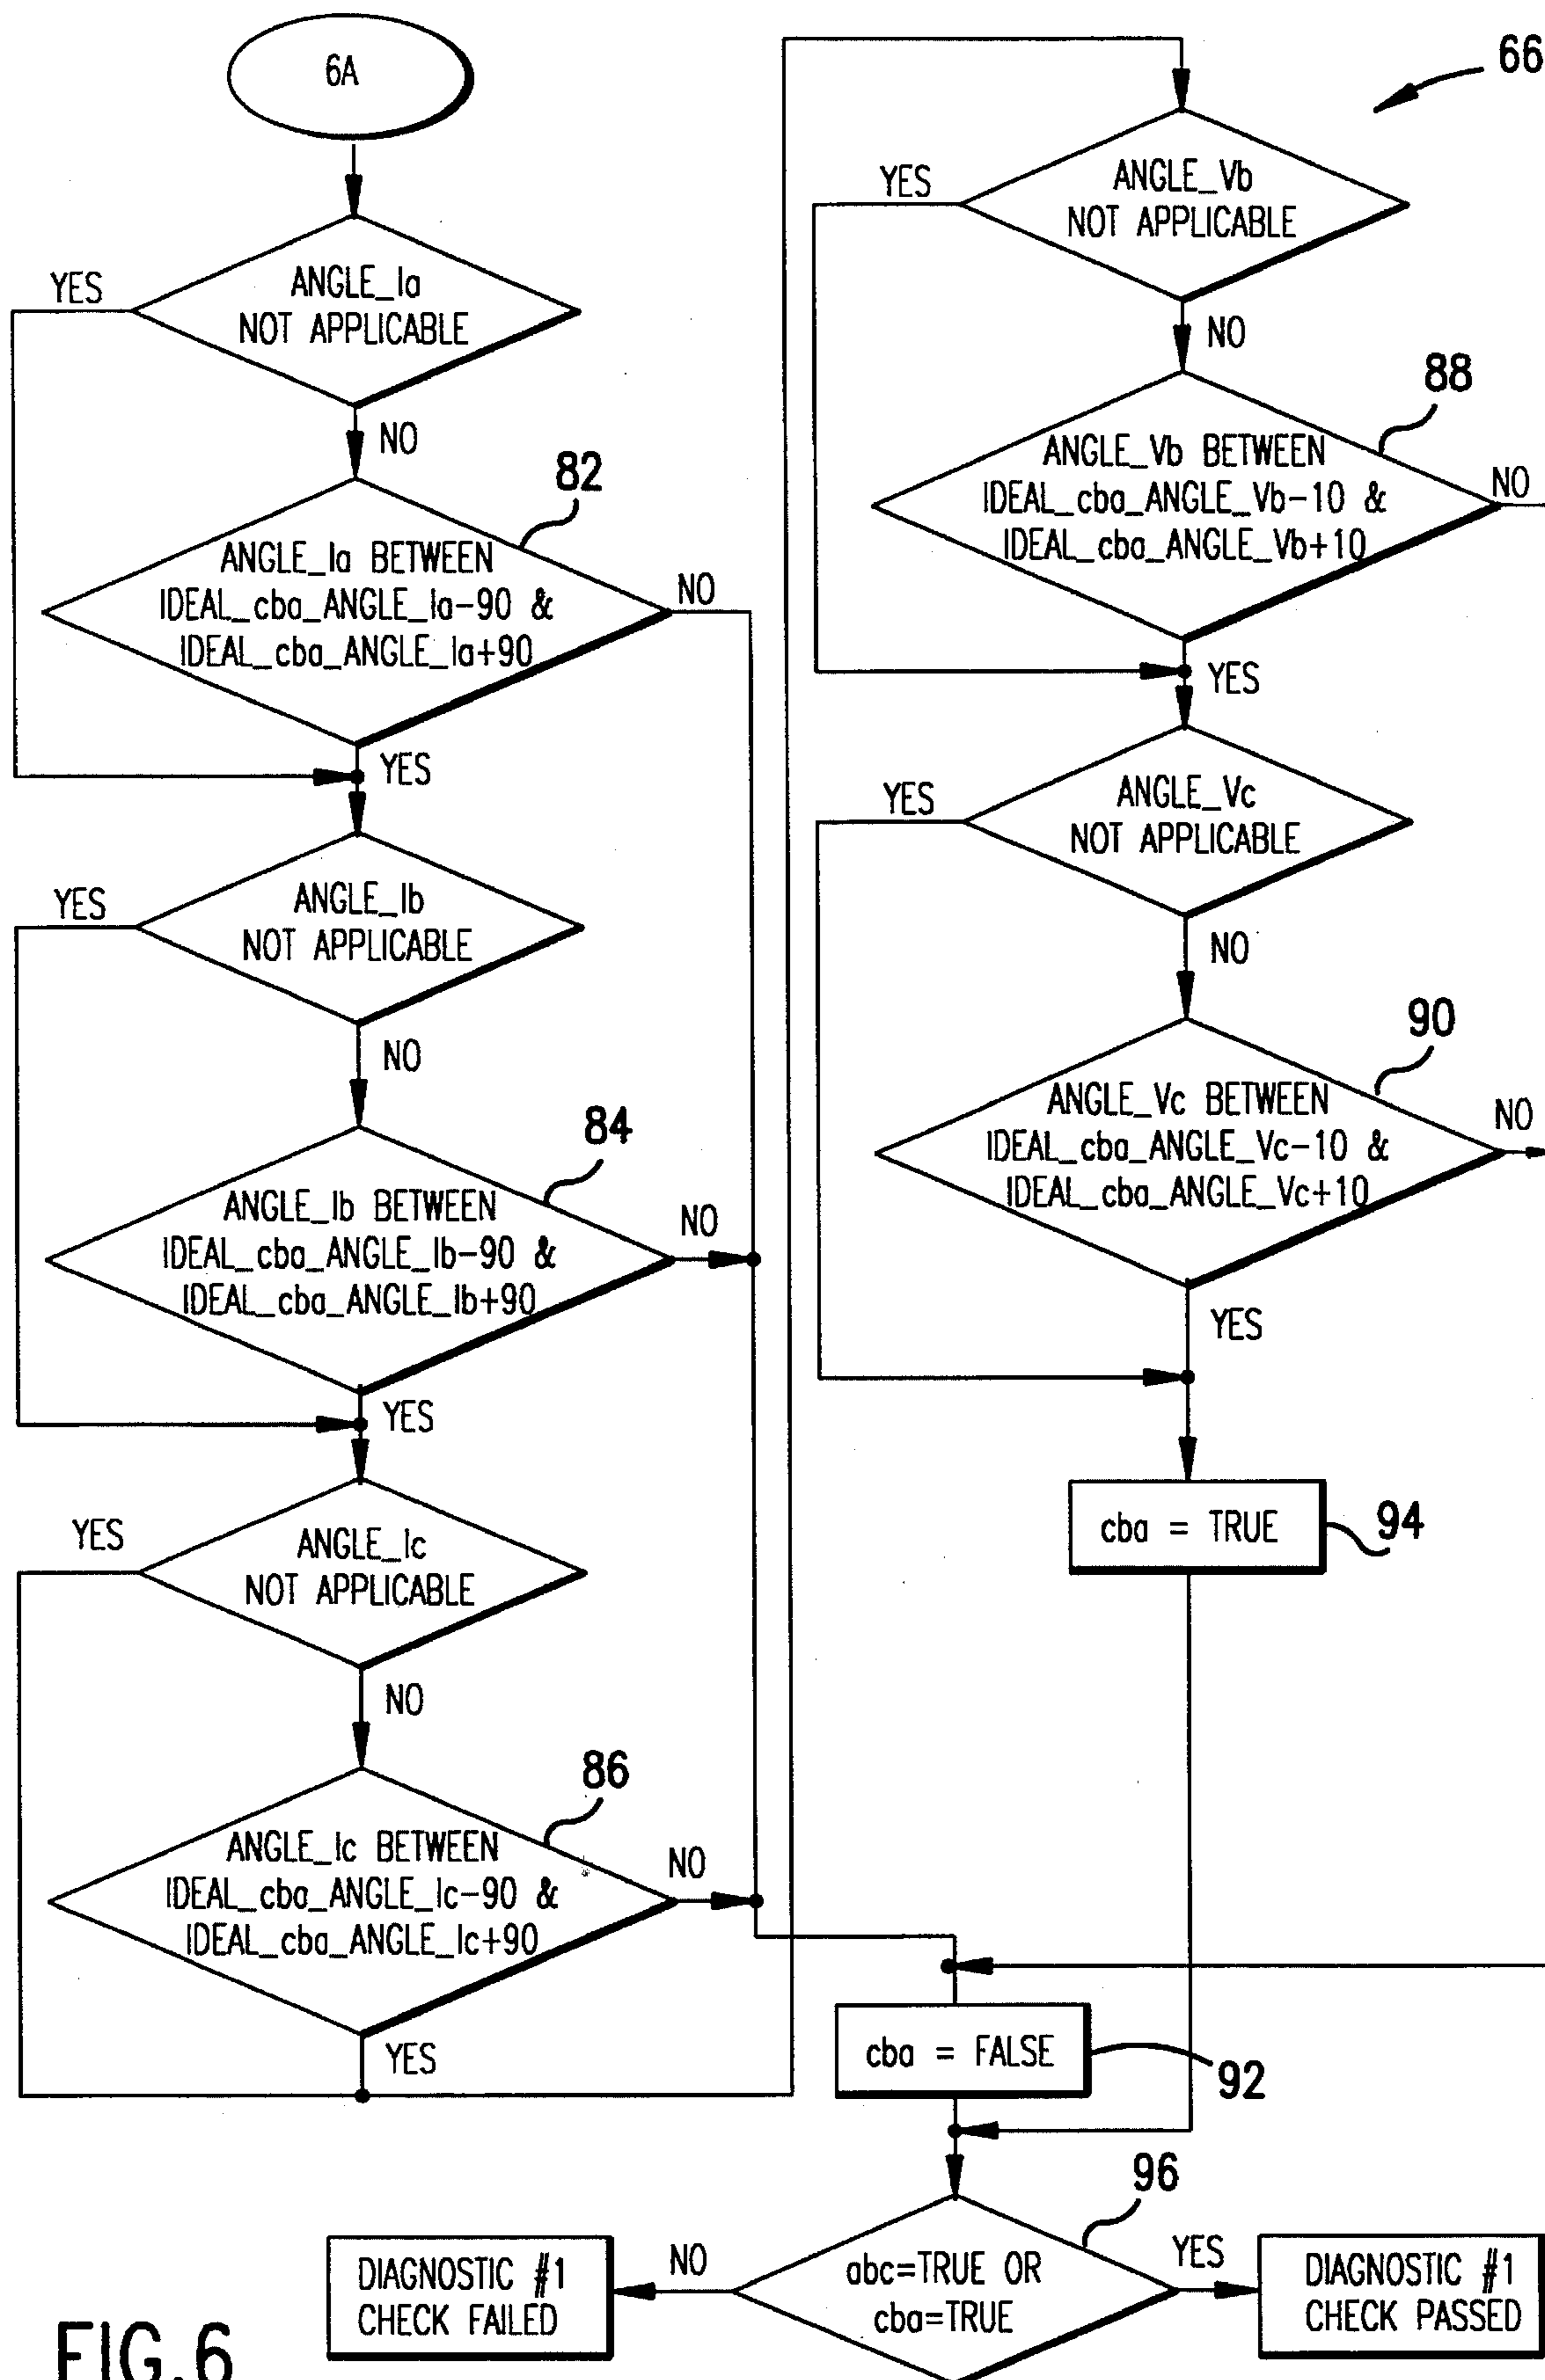 6A
ANGLE_Ia
NOT APPLICABLE
YES
NO
82
ANGLE_Ia BETWEEN
IDEAL_cba_ANGLE_Ia-90 &
IDEAL_cba_ANGLE_Ia+90
NO
YES
ANGLE_Ib
NOT APPLICABLE
YES
NO
84
ANGLE_Ib BETWEEN
IDEAL_cba_ANGLE_Ib-90 &
IDEAL_cba_ANGLE_Ib+90
NO
YES
ANGLE_Ic
NOT APPLICABLE
YES
NO
86
ANGLE_Ic BETWEEN
IDEAL_cba_ANGLE_Ic-90 &
IDEAL_cba_ANGLE_Ic+90
NO
YES
66
ANGLE_Vb
NOT APPLICABLE
YES
NO
88
ANGLE_Vb BETWEEN
IDEAL_cba_ANGLE_Vb-10 &
IDEAL_cba_ANGLE_Vb+10
NO
YES
ANGLE_Vc
NOT APPLICABLE
YES
NO
90
ANGLE_Vc BETWEEN
IDEAL_cba_ANGLE_Vc-10 &
IDEAL_cba_ANGLE_Vc+10
NO
YES
cba = TRUE
94
cba = FALSE
92
96
abc=TRUE OR
cba=TRUE
NO
YES
DIAGNOSTIC #1
CHECK FAILED
DIAGNOSTIC #1
CHECK PASSED
FIG.6